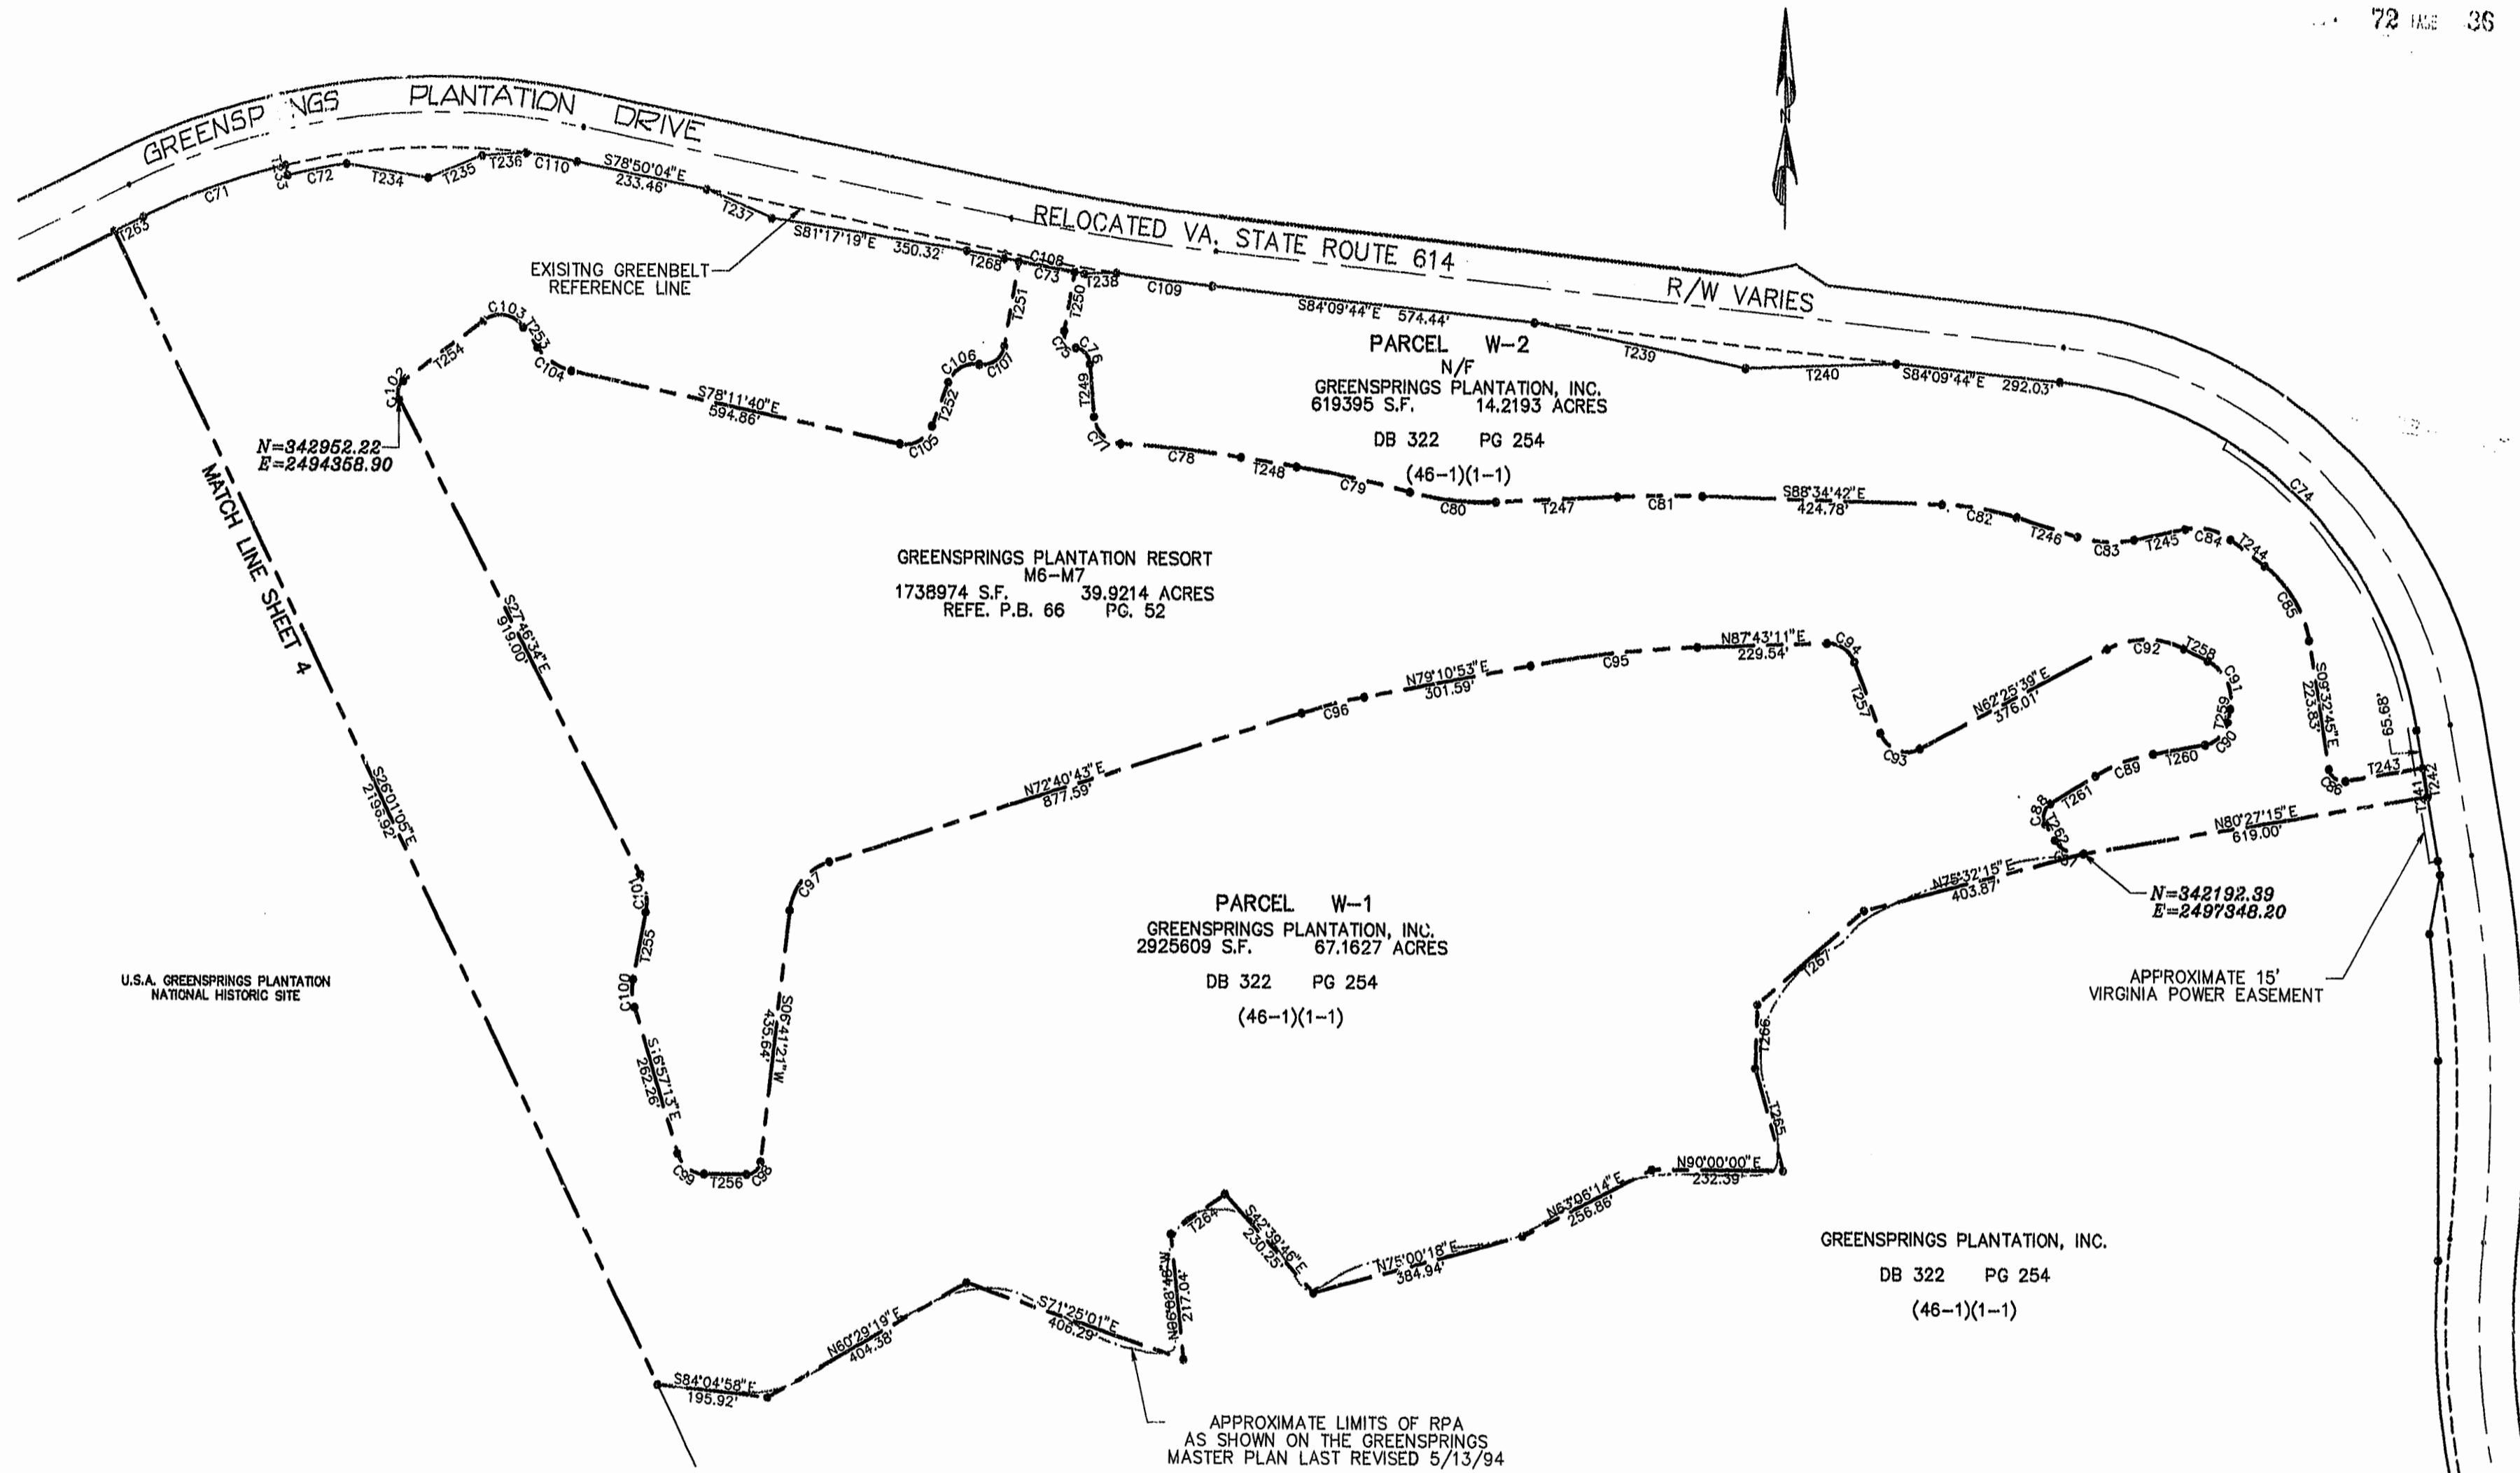 72 PAGE 36
GREENSP NGS PLANTATION DRIVE
RELOCATED VA. STATE ROUTE 614
R/W VARIES
N
T263
C71
C72
T234
T235
T236
C110
S78°50'04"E
233.46'
T237
S81°17'19"E 350.32'
T268
C108
C73
T238
C109
S84°09'44"E 574.44'
T239
T240
S84°09'44"E 292.03'
C74
EXISITNG GREENBELT
REFERENCE LINE
T251
T250
C75
C76
T249
C77
C78
T248
C79
C80
T247
C81
S88°34'42"E
424.78'
C82
T246
C83
T245
C84
T244
C85
S09°32'45"E
223.83'
C86
T243
65.68'
T241
T242
C103
T253
C104
T254
C102
C106
C107
T252
C105
S78°11'40"E
594.86'
PARCEL W-2
N/F
GREENSPRINGS PLANTATION, INC.
619395 S.F. 14.2193 ACRES
DB 322 PG 254
(46-1)(1-1)
N=342952.22
E=2494358.90
MATCH LINE SHEET 4
S26°01'05"E
2196.92'
S27°46'34"E
919.00'
GREENSPRINGS PLANTATION RESORT
M6-M7
1738974 S.F. 39.9214 ACRES
REFE. P.B. 66 PG. 52
N72°40'43"E
877.59'
C96
N79°10'53"E
301.59'
C95
N87°43'11"E
229.54'
C94
T257
C93
N62°25'39"E
376.01'
C92
T258
C91
T259
C90
T260
C89
T261
C88
T262
C87
N80°27'15"E
619.00'
N75°32'15"E
403.87'
N=342192.39
E=2497348.20
C97
C101
T255
C100
S16°57'13"E
262.26'
C99
T256
C98
S06°41'21"W
435.64'
PARCEL W-1
GREENSPRINGS PLANTATION, INC.
2925609 S.F. 67.1627 ACRES
DB 322 PG 254
(46-1)(1-1)
U.S.A. GREENSPRINGS PLANTATION
NATIONAL HISTORIC SITE
APPROXIMATE 15'
VIRGINIA POWER EASEMENT
T267
T266
T265
N90°00'00"E
232.39'
N63°06'14"E
256.86'
N75°00'18"E
384.94'
S42°39'46"E
230.25'
T264
N06°08'48"W
217.04'
S71°25'01"E
406.29'
N60°29'19"E
404.38'
S84°04'58"E
195.92'
GREENSPRINGS PLANTATION, INC.
DB 322 PG 254
(46-1)(1-1)
APPROXIMATE LIMITS OF RPA
AS SHOWN ON THE GREENSPRINGS
MASTER PLAN LAST REVISED 5/13/94